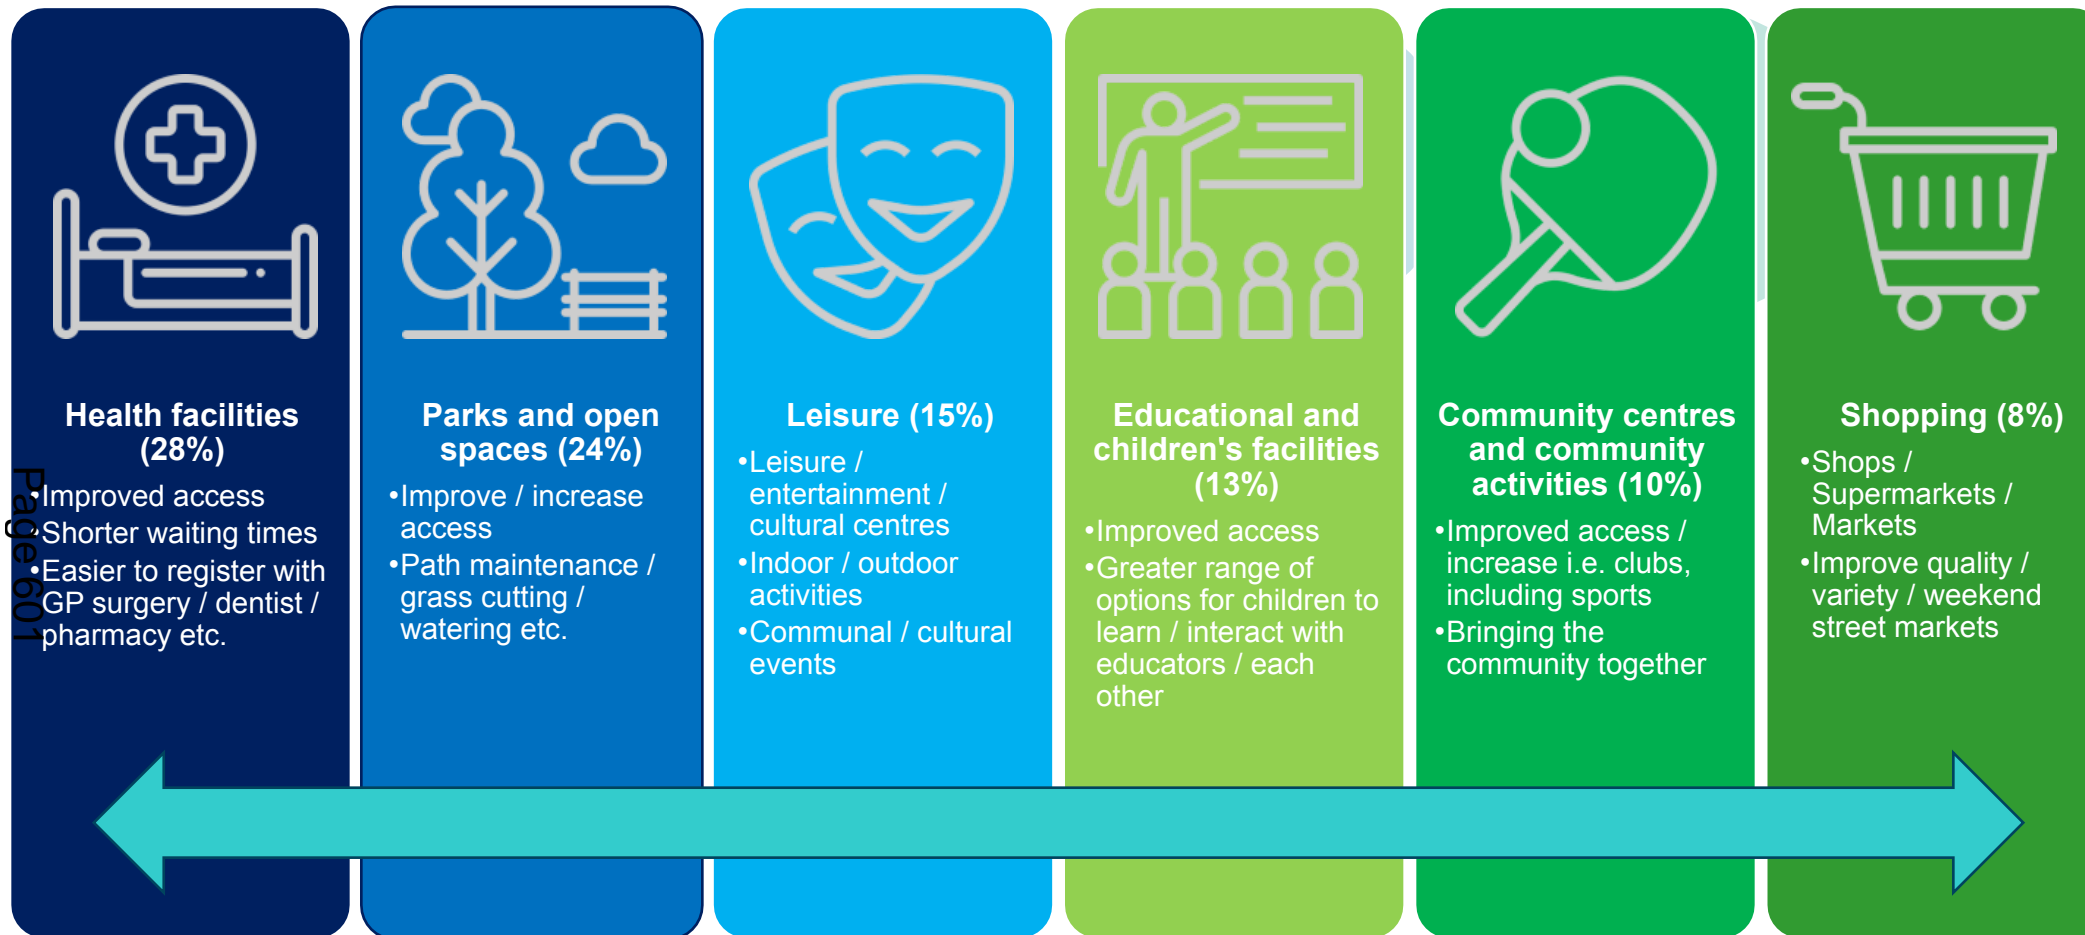 Health facilities
(28%)
•Improved access
•Shorter waiting times
•Easier to register with
GP surgery / dentist /
pharmacy etc.
Parks and open
spaces (24%)
•Improve / increase
access
•Path maintenance /
grass cutting /
watering etc.
Leisure (15%)
•Leisure /
entertainment /
cultural centres
•Indoor / outdoor
activities
•Communal / cultural
events
Educational and
children's facilities
(13%)
•Improved access
•Greater range of
options for children to
learn / interact with
educators / each
other
Community centres
and community
activities (10%)
•Improved access /
increase i.e. clubs,
including sports
•Bringing the
community together
Shopping (8%)
•Shops /
Supermarkets /
Markets
•Improve quality /
variety / weekend
street markets
Page 601